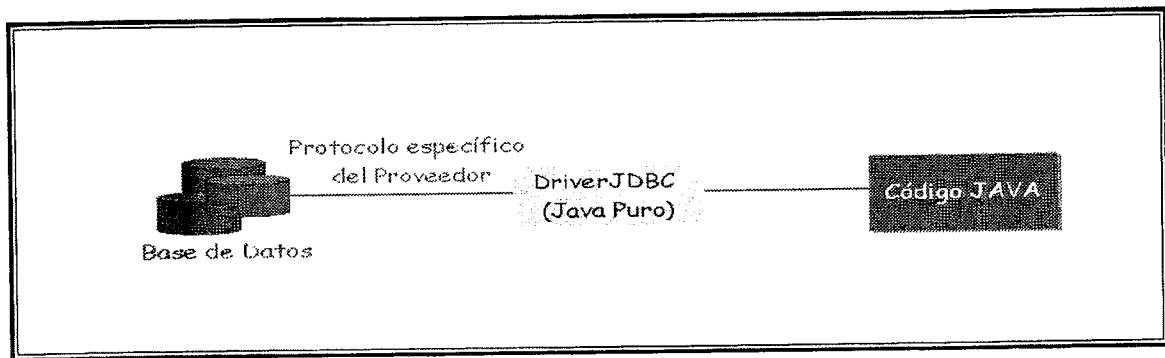 Protocolo específico
del Proveedor
DriverJDBC
(Java Puro)
Código JAVA
Base de Datos